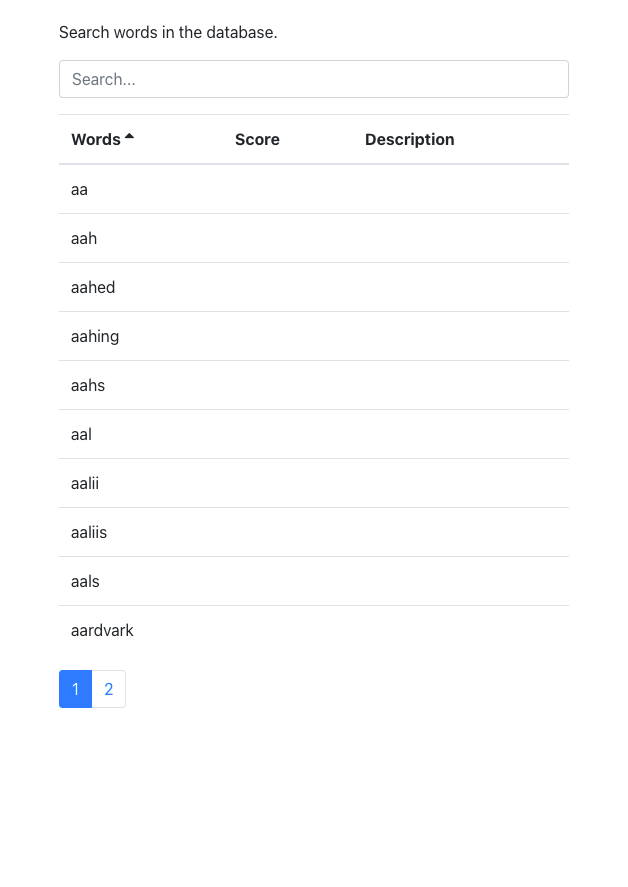 Search words in the database.
Search...
Words Score Description
aa
aah
aahed
aahing
aahs
aal
aalii
aaliis
aals
aardvark
1 2